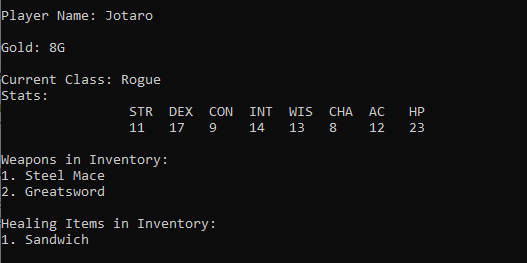 Player Name: Jotaro
Gold: 8G
Current Class: Rogue
Stats:
STR DEX CON INT WIS CHA AC HP
11 17 9 14 13 8 12 23
Weapons in Inventory:
1. Steel Mace
2. Greatsword
Healing Items in Inventory:
1. Sandwich